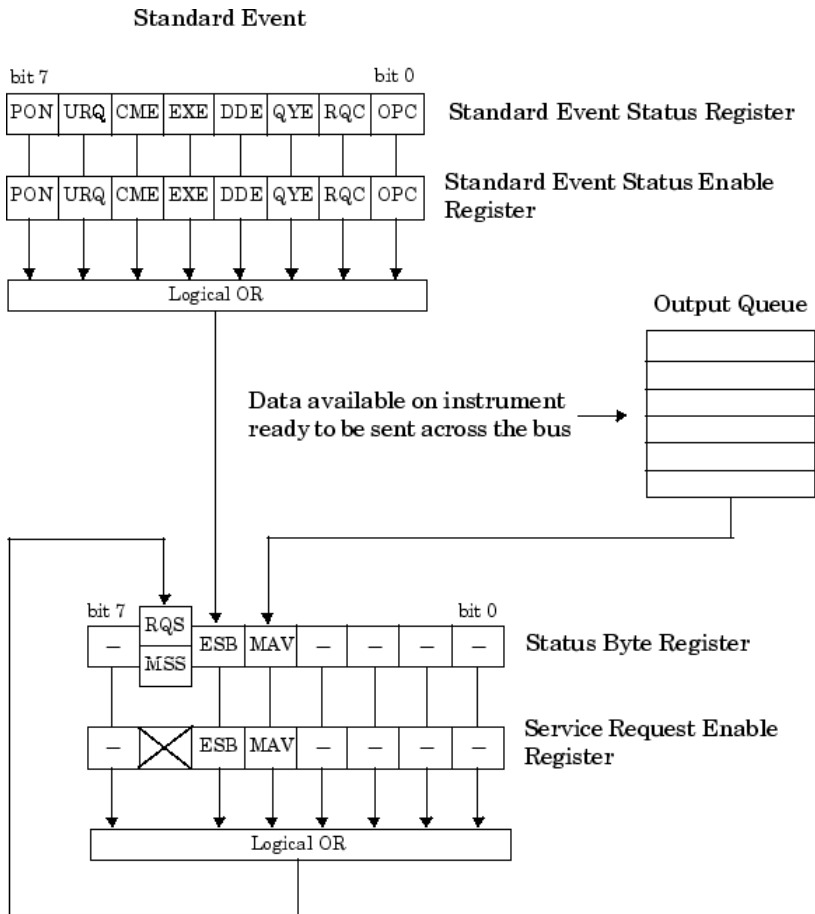 Standard Event
bit 7 bit 0
PON URQ CME EXE DDE QYE RQC OPC
Standard Event Status Register
PON URQ CME EXE DDE QYE RQC OPC
Standard Event Status Enable
Register
Logical OR
Output Queue
Data available on instrument
ready to be sent across the bus
bit 7 bit 0
– RQS MSS ESB MAV – – – –
Status Byte Register
– ESB MAV – – – –
Service Request Enable
Register
Logical OR